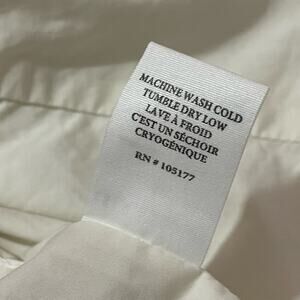 MACHINE WASH COLD
TUMBLE DRY LOW
LAVE À FROID
C'EST UN SÉCHOIR
CRYOGÉNIQUE
RN # 105177